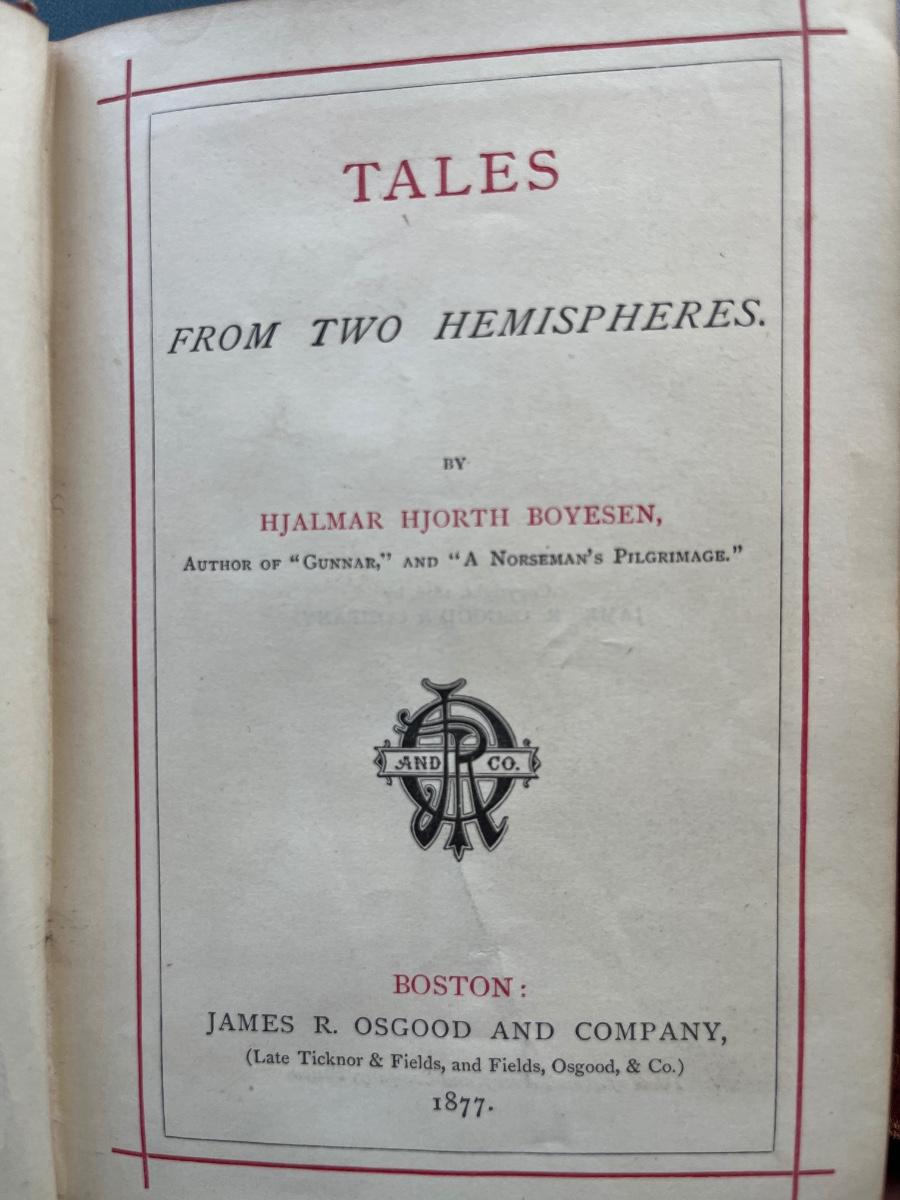 TALES
FROM TWO HEMISPHERES.
BY
HJALMAR HJORTH BOYESEN,
AUTHOR OF "GUNNAR," AND "A NORSEMAN'S PILGRIMAGE."
JRO
AND CO.
BOSTON:
JAMES R. OSGOOD AND COMPANY,
(Late Ticknor & Fields, and Fields, Osgood, & Co.)
1877.